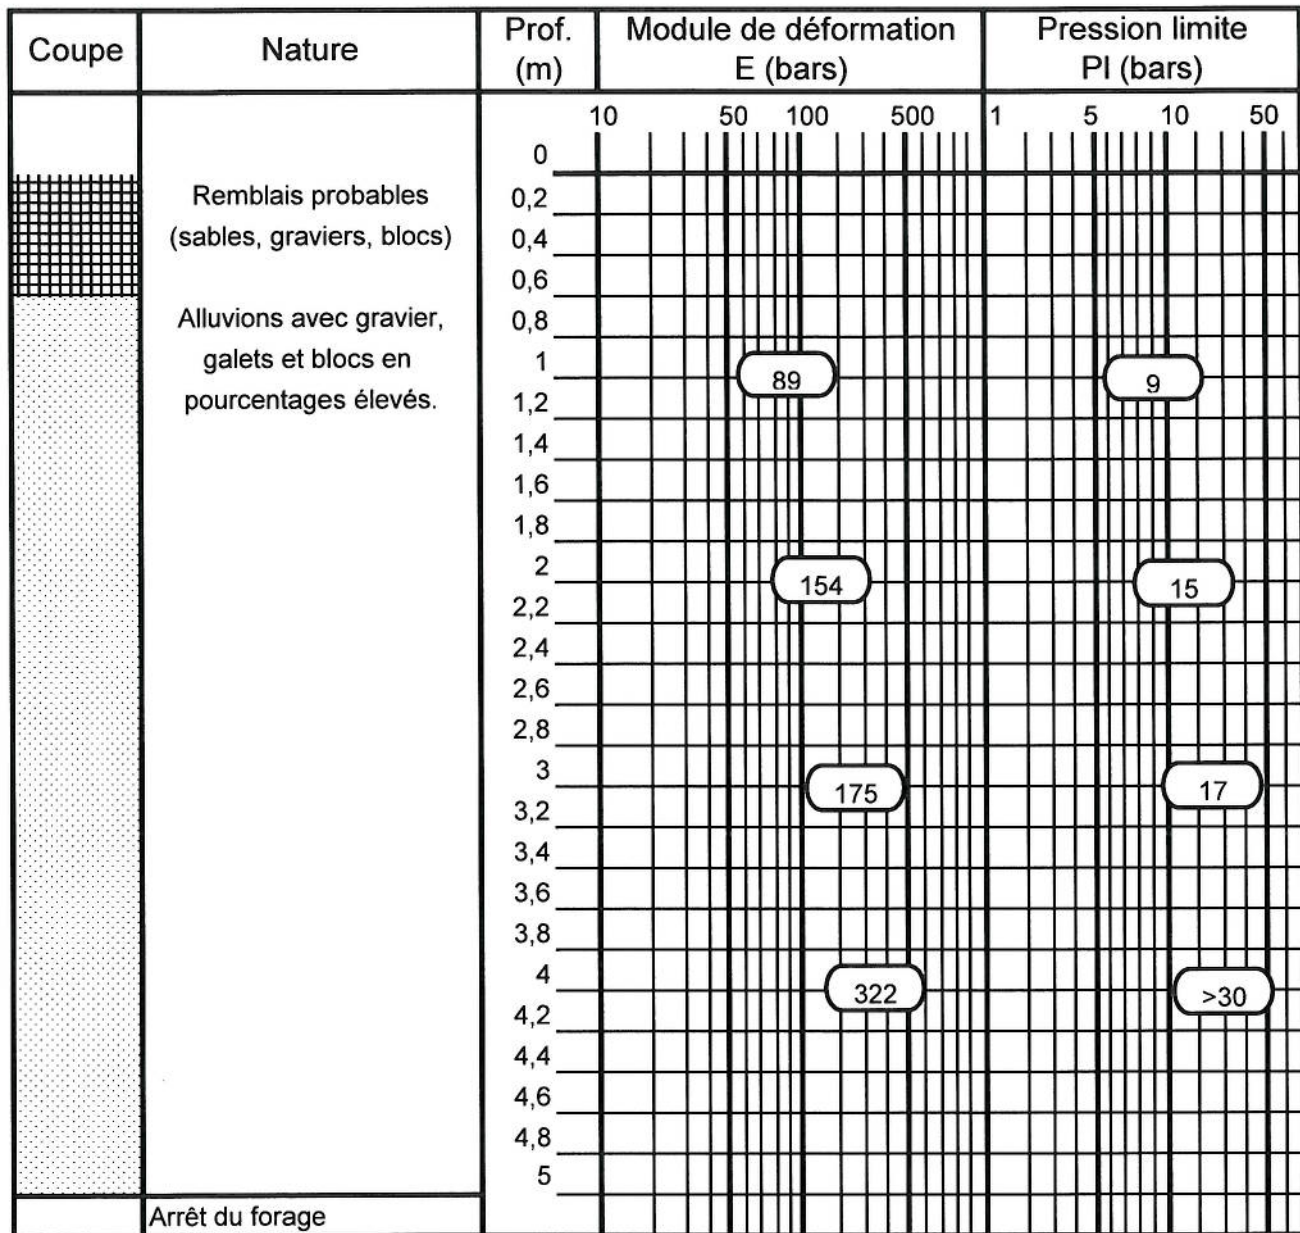 Coupe
Nature
Prof.
(m)
Module de déformation
E (bars)
Pression limite
Pl (bars)
10 50 100 500 1 5 10 50
0
Remblais probables
0,2
(sables, graviers, blocs)
0,4
0,6
Alluvions avec gravier,
0,8
galets et blocs en
1
89
9
pourcentages élevés.
1,2
1,4
1,6
1,8
2
154
15
2,2
2,4
2,6
2,8
3
175
17
3,2
3,4
3,6
3,8
4
322
>30
4,2
4,4
4,6
4,8
5
Arrêt du forage